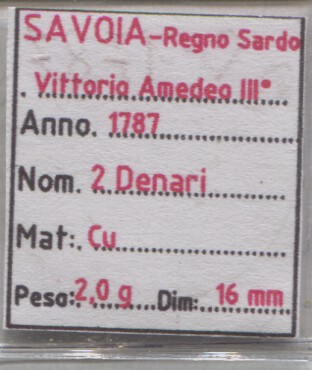 SAVOIA-Regno Sardo
. Vittorio Amedeo III°
Anno. 1787
Nom. 2 Denari
Mat:. Cu
Peso: 2,0 g Dim: 16 mm